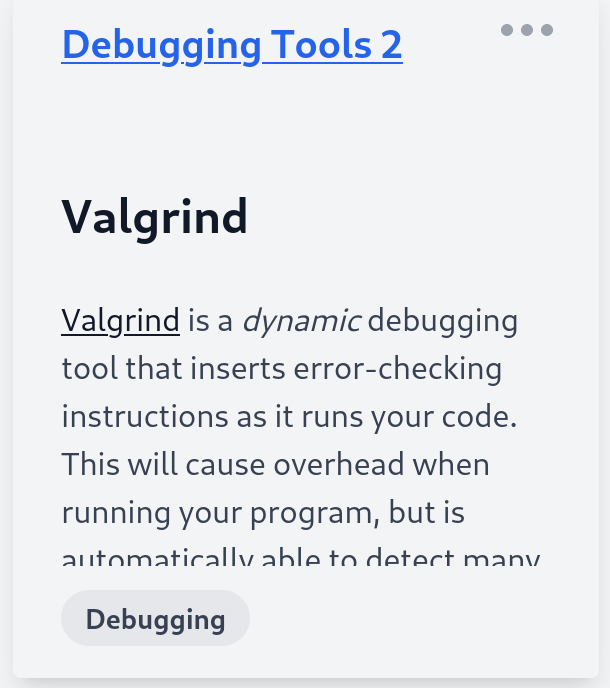 Debugging Tools 2
Valgrind
Valgrind is a dynamic debugging
tool that inserts error-checking
instructions as it runs your code.
This will cause overhead when
running your program, but is
automatically able to detect many
Debugging